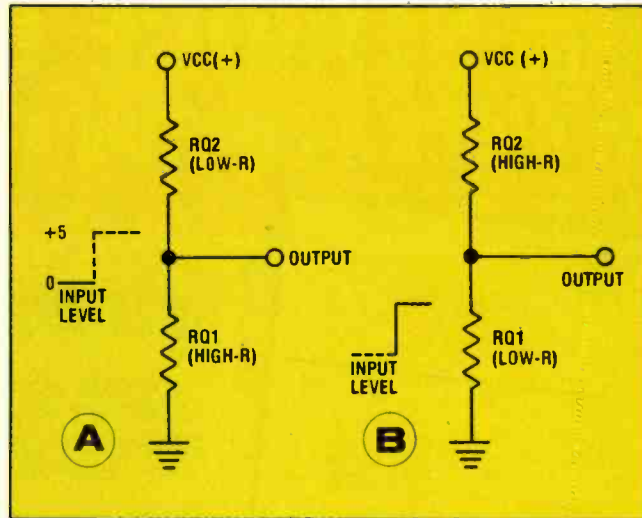 VCC(+)
RQ2
(LOW-R)
+5
0
INPUT
LEVEL
OUTPUT
RQ1
(HIGH-R)
A
VCC (+)
RQ2
(HIGH-R)
OUTPUT
INPUT
LEVEL
RQ1
(LOW-R)
B